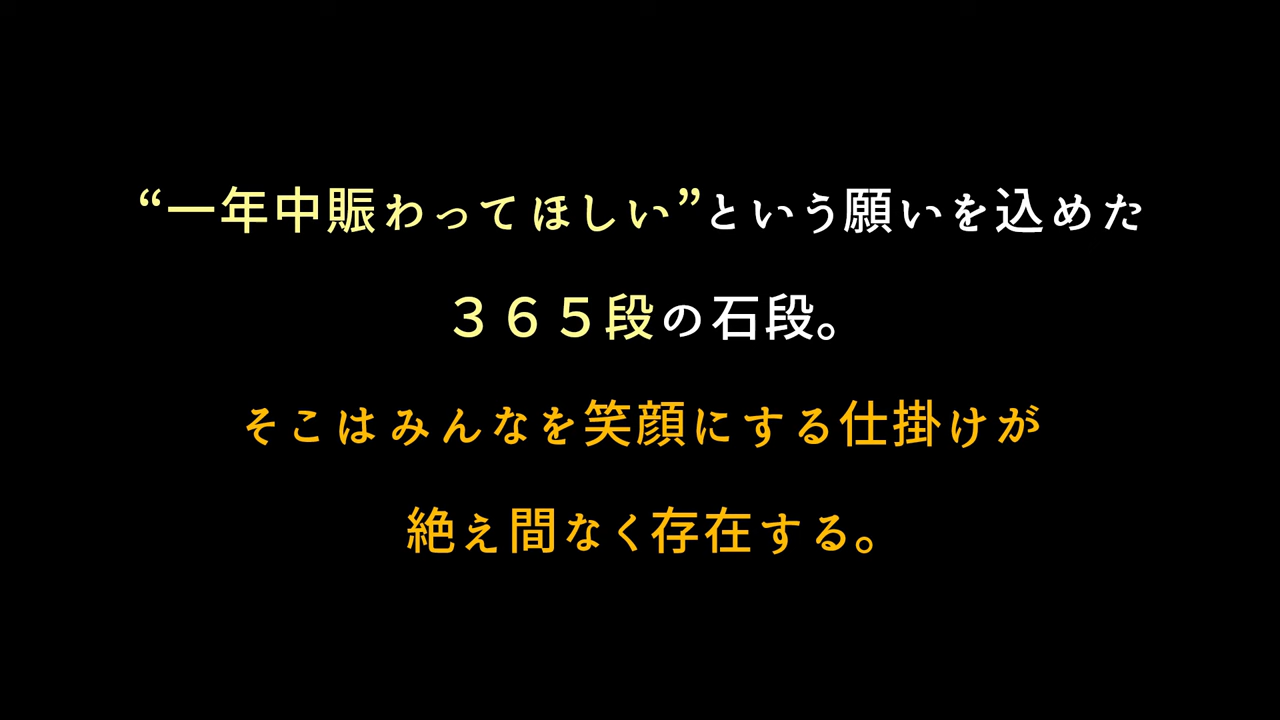 “一年中賑わってほしい”という願いを込めた
３６５段の石段。
そこはみんなを笑顔にする仕掛けが
絶え間なく存在する。